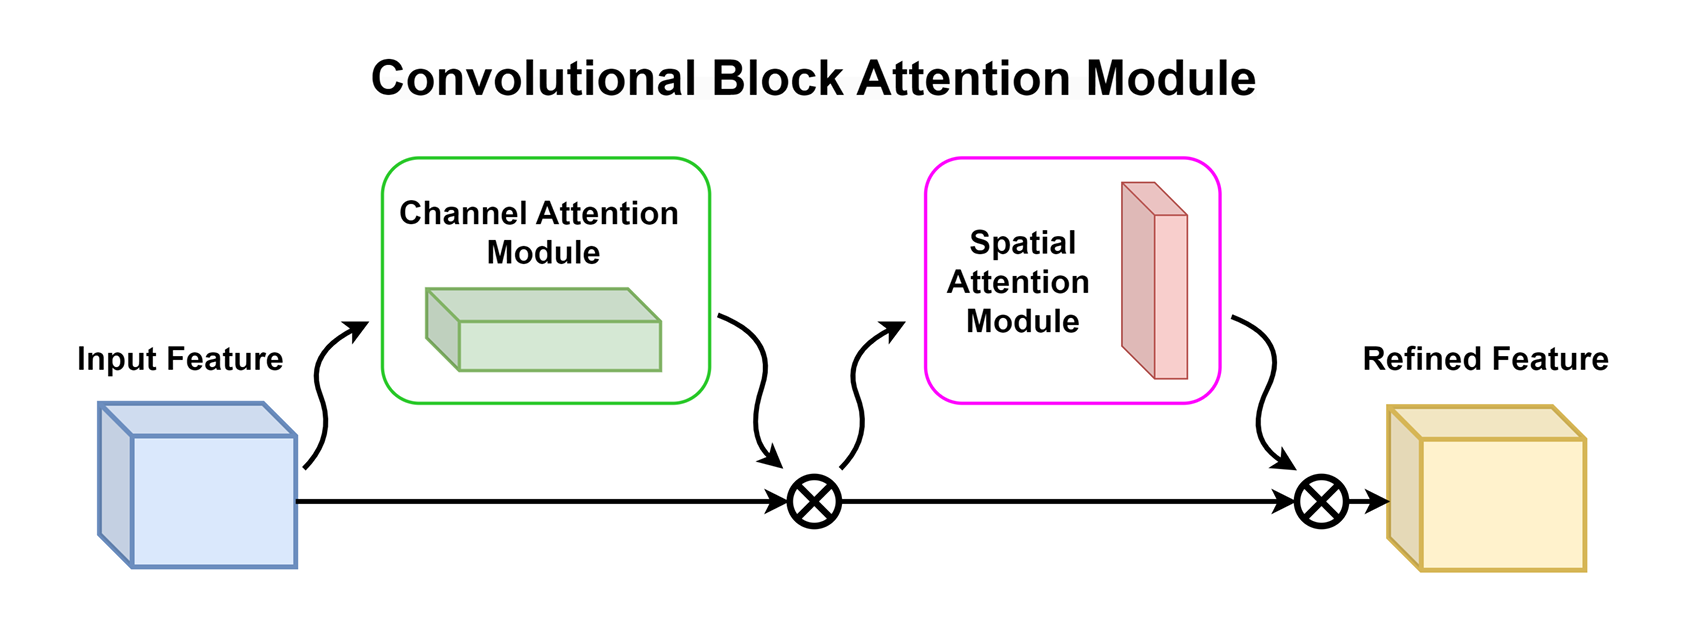 Convolutional Block Attention Module
Channel Attention
Module
Spatial
Attention
Module
Input Feature
Refined Feature